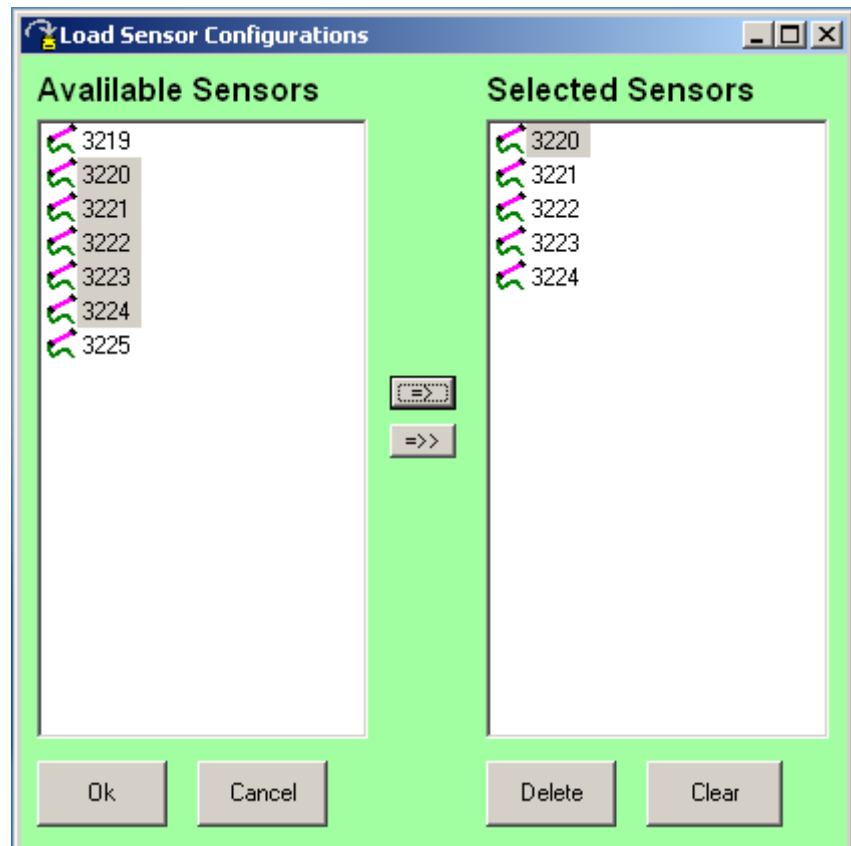 Load Sensor Configurations
Avalilable Sensors
3219
3220
3221
3222
3223
3224
3225
=>
=>>
Selected Sensors
3220
3221
3222
3223
3224
Ok
Cancel
Delete
Clear